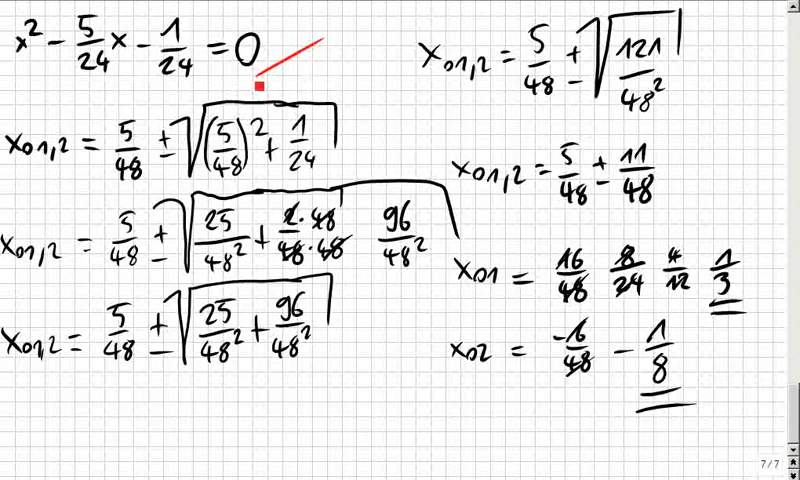 x² - 5/24 x - 1/24 = 0
x₀₁,₂ = 5/48 ± √((5/48)² + 1/24)
x₀₁,₂ = 5/48 ± √(25/48² + 2·48/48·48) 96/48²
x₀₁,₂ = 5/48 ± √(25/48² + 96/48²)
x₀₁,₂ = 5/48 ± √(121/48²)
x₀₁,₂ = 5/48 ± 11/48
x₀₁ = 16/48 8/24 4/12 1/3
x₀₂ = -6/48 - 1/8
7/7